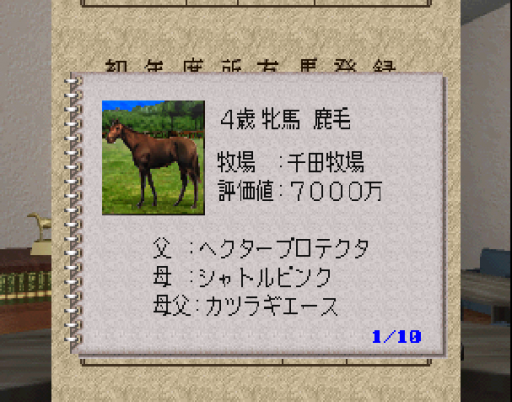 初年度所有馬登録
4歳 牝馬 鹿毛
牧場 :千田牧場
評価値:7000万
父 :ヘクタープロテクタ
母 :シャトルピンク
母父:カツラギエース
1/10